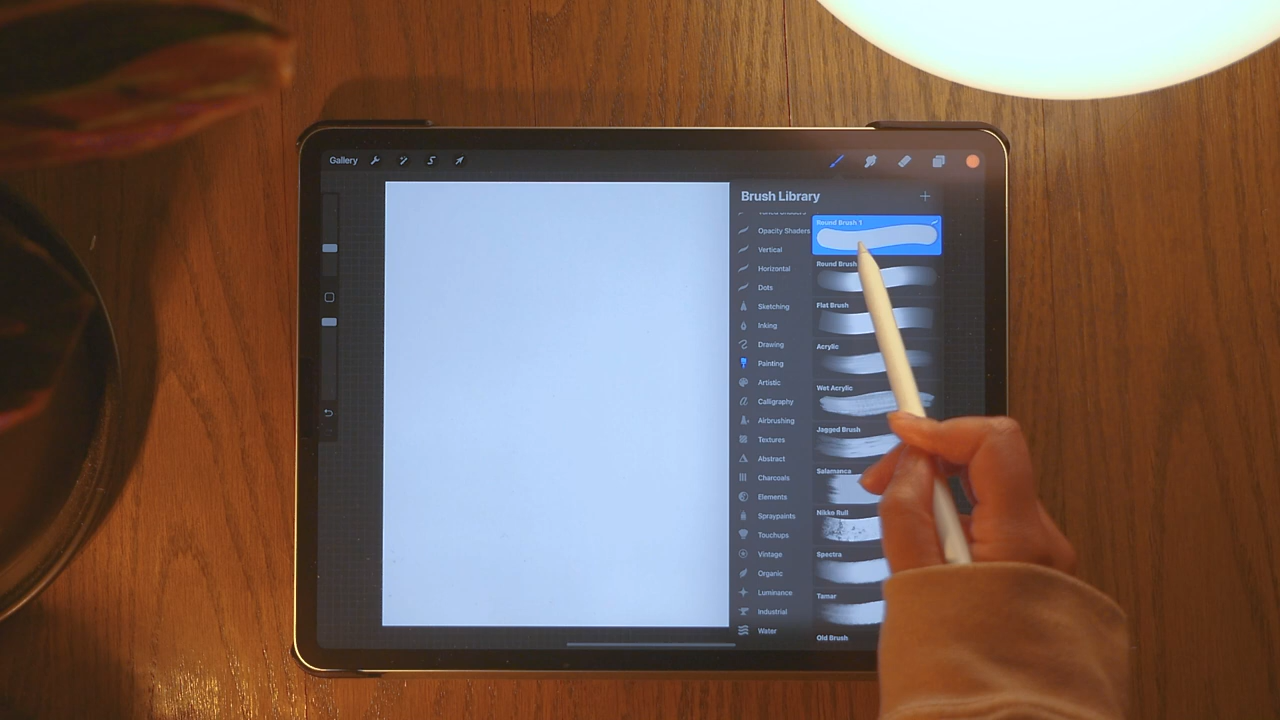 Gallery
Brush Library
Opacity Shaders
Vertical
Horizontal
Dots
Sketching
Inking
Drawing
Painting
Artistic
Calligraphy
Airbrushing
Textures
Abstract
Charcoals
Elements
Spraypaints
Touchups
Vintage
Organic
Luminance
Industrial
Water
Round Brush 1
Round Brush
Flat Brush
Acrylic
Wet Acrylic
Jagged Brush
Salamanca
Nikko Rull
Spectra
Tamar
Old Brush